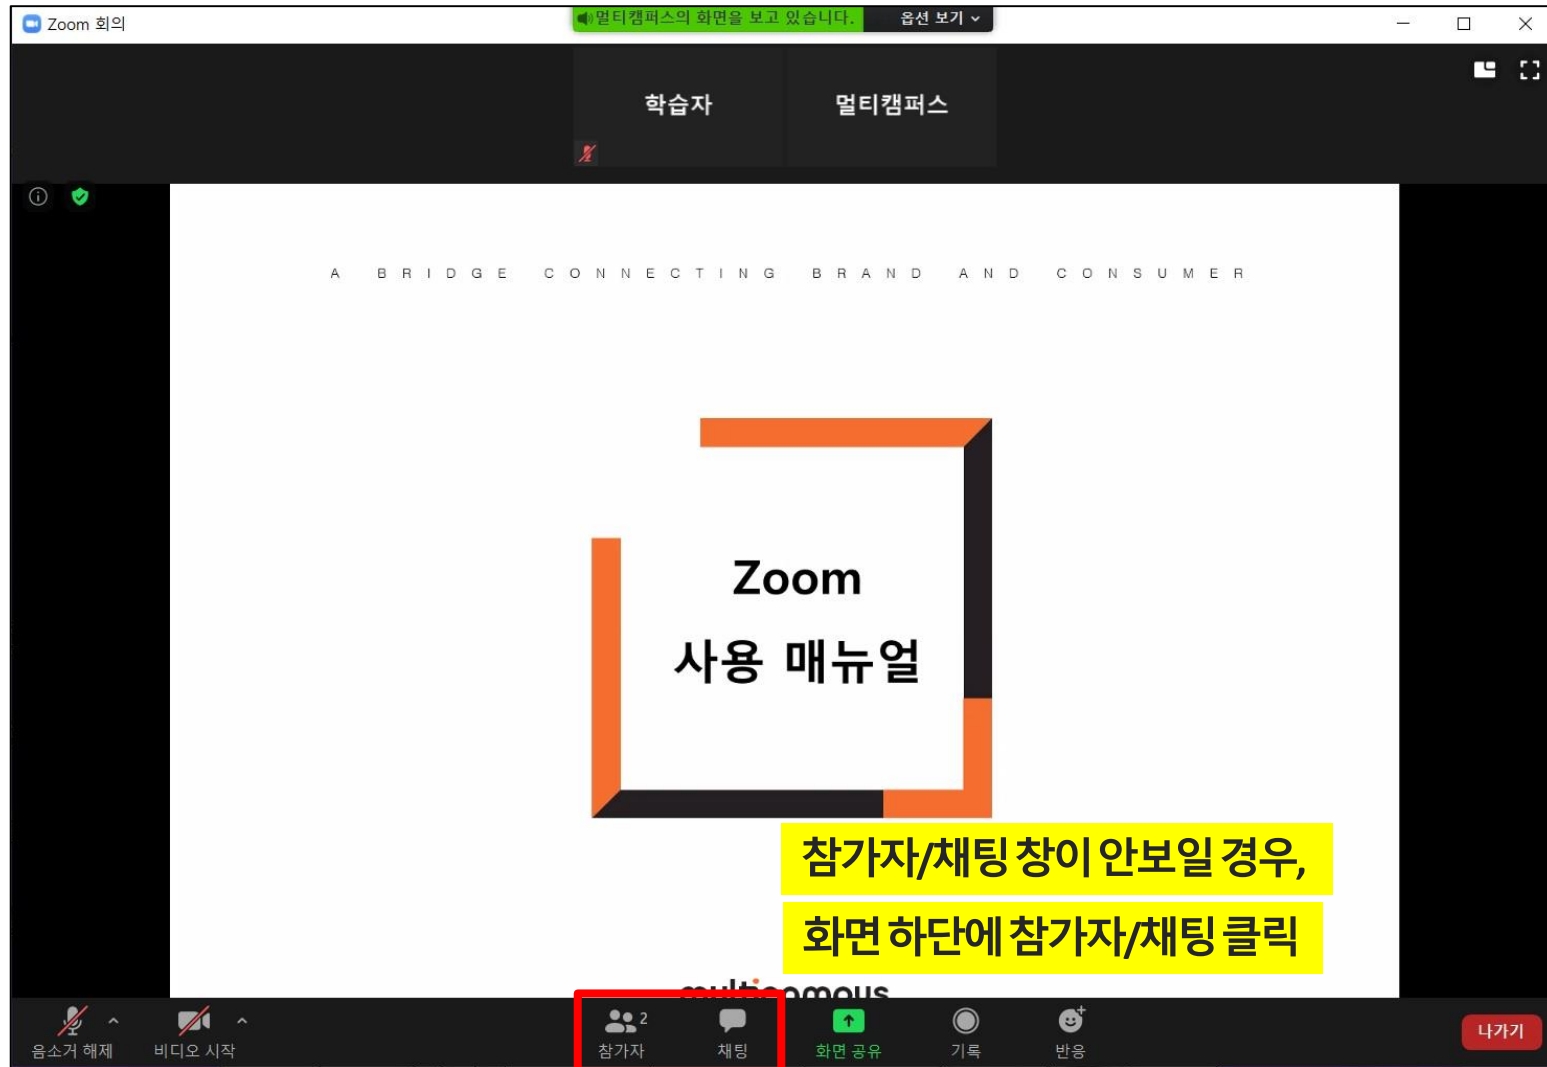 Zoom 회의
멀티캠퍼스의 화면을 보고 있습니다. 옵션 보기
학습자 멀티캠퍼스
A BRIDGE CONNECTING BRAND AND CONSUMER
Zoom
사용 매뉴얼
참가자/채팅 창이 안보일 경우,
화면 하단에 참가자/채팅 클릭
multicampus
2
음소거 해제 비디오 시작 참가자 채팅 화면 공유 기록 반응 나가기